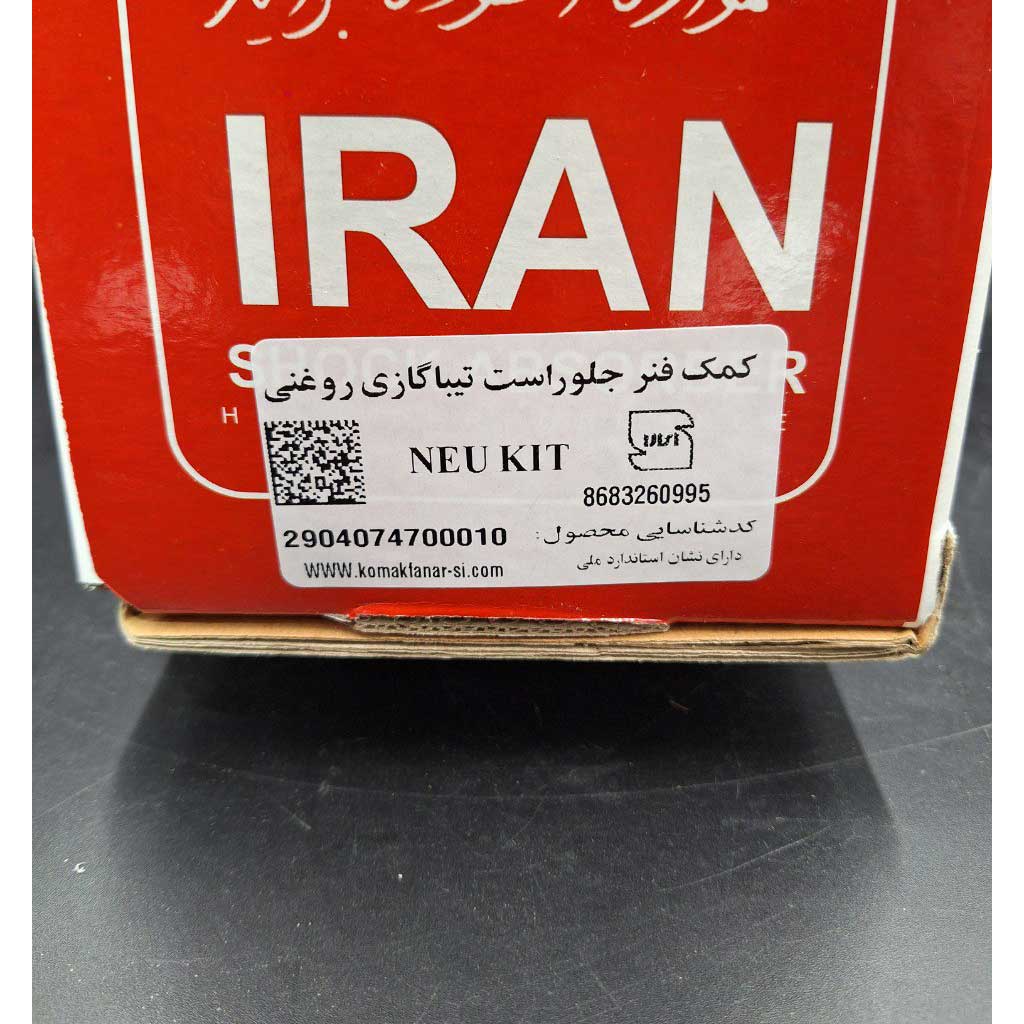 IRAN
کمک فنر جلوراست تیباگازی روغنی
NEU KIT
8683260995
کدشناسایی محصول: 2904074700010
دارای نشان استاندارد ملی
WWW.komakfanar-si.com